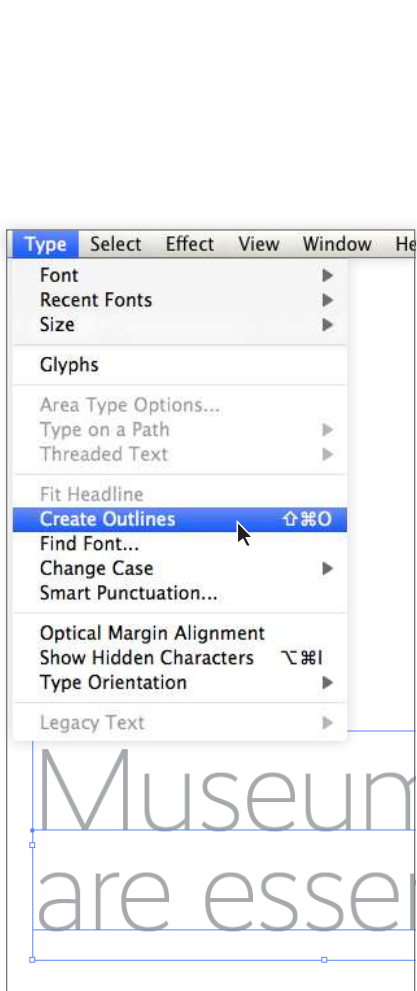 Type Select Effect View Window He
Font
Recent Fonts
Size
Glyphs
Area Type Options...
Type on a Path
Threaded Text
Fit Headline
Create Outlines ⇧⌘O
Find Font...
Change Case
Smart Punctuation...
Optical Margin Alignment
Show Hidden Characters ⌥⌘I
Type Orientation
Legacy Text
Museum
are essen